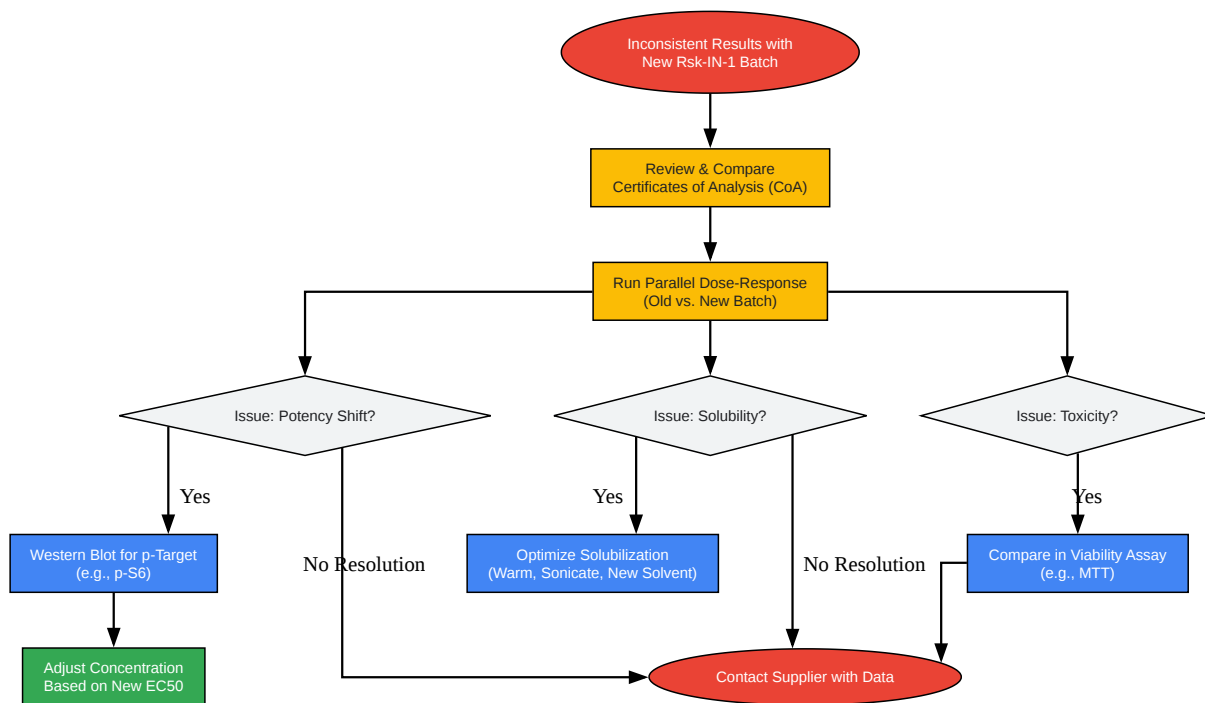 Inconsistent Results with
New Rsk-IN-1 Batch
Review & Compare
Certificates of Analysis (CoA)
Run Parallel Dose-Response
(Old vs. New Batch)
Issue: Potency Shift?
Issue: Solubility?
Issue: Toxicity?
Yes
Yes
Yes
Western Blot for p-Target
(e.g., p-S6)
No Resolution
Optimize Solubilization
(Warm, Sonicate, New Solvent)
No Resolution
Compare in Viability Assay
(e.g., MTT)
Adjust Concentration
Based on New EC50
Contact Supplier with Data